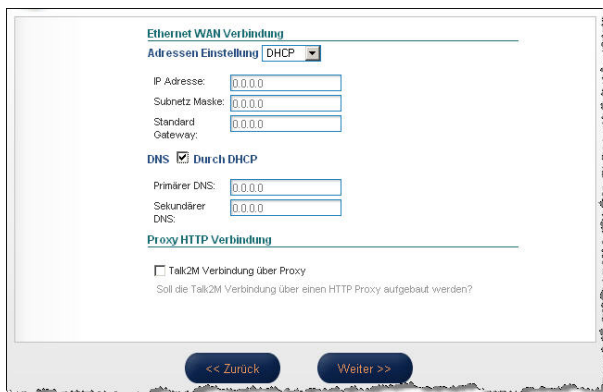 Ethernet WAN Verbindung
Adressen Einstellung DHCP
IP Adresse: 0.0.0.0
Subnetz Maske: 0.0.0.0
Standard Gateway: 0.0.0.0
DNS Durch DHCP
Primärer DNS: 0.0.0.0
Sekundärer DNS: 0.0.0.0
Proxy HTTP Verbindung
Talk2M Verbindung über Proxy
Soll die Talk2M Verbindung über einen HTTP Proxy aufgebaut werden?
<< Zurück Weiter >>